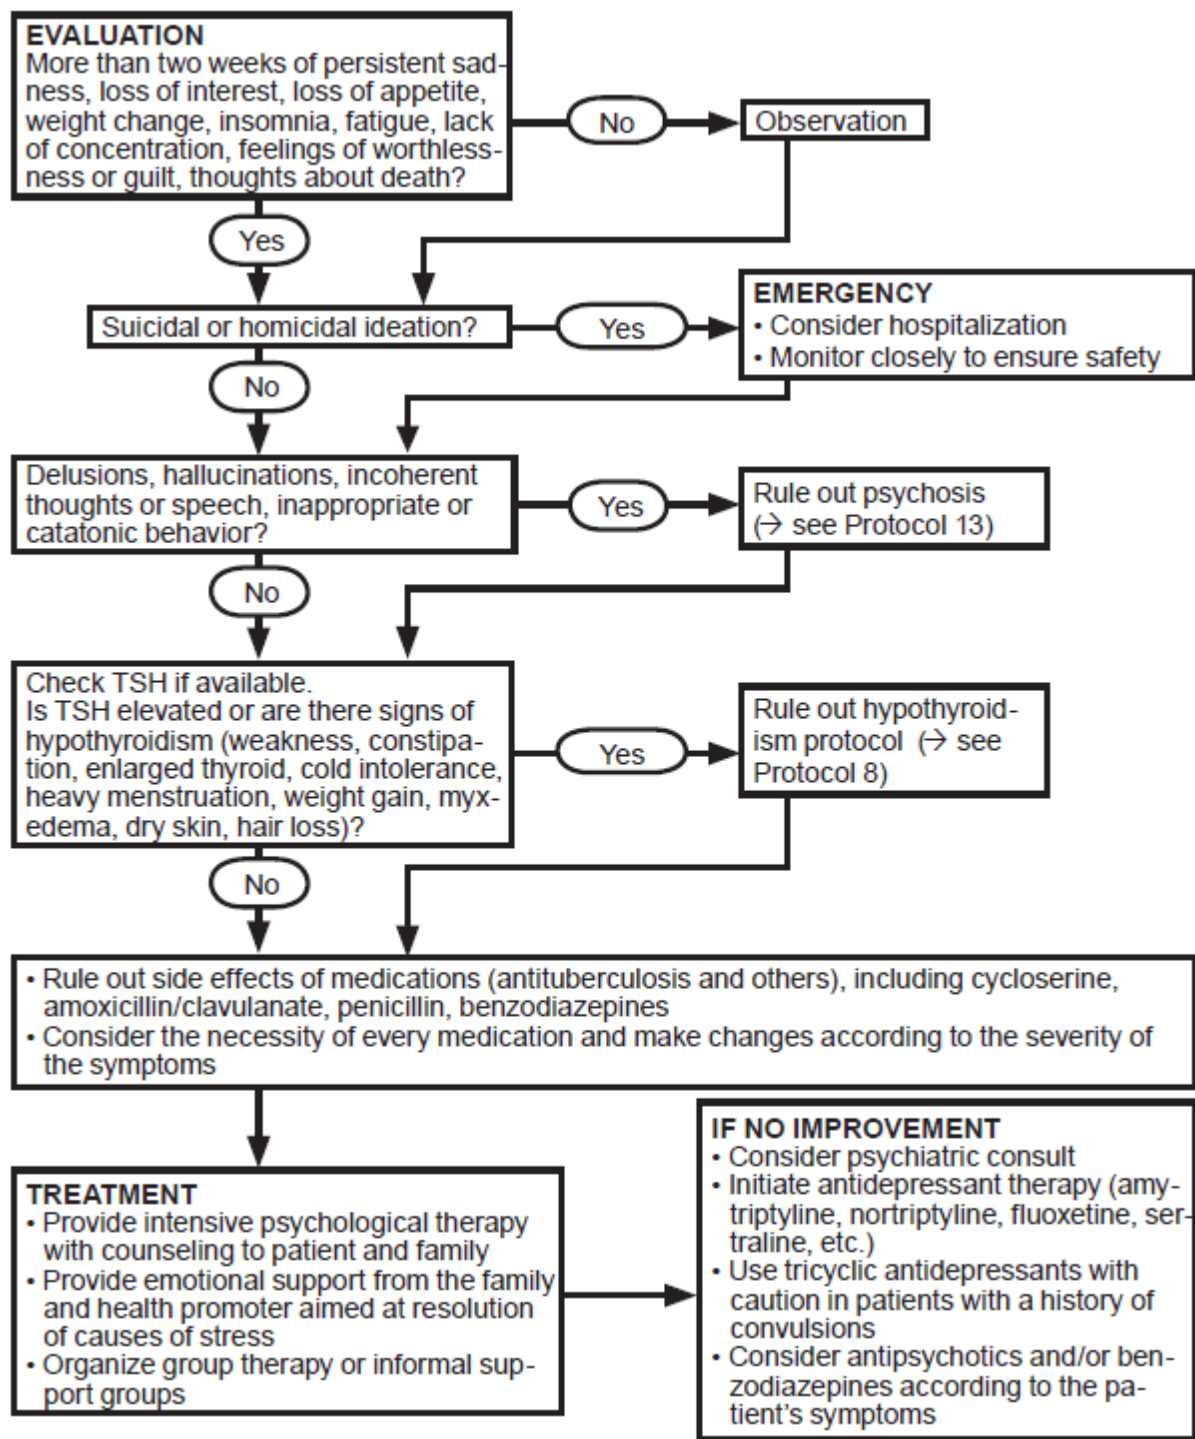 EVALUATION
More than two weeks of persistent sad-
ness, loss of interest, loss of appetite,
weight change, insomnia, fatigue, lack
of concentration, feelings of worthless-
ness or guilt, thoughts about death?
No
Observation
Yes
Suicidal or homicidal ideation?
Yes
EMERGENCY
• Consider hospitalization
• Monitor closely to ensure safety
No
Delusions, hallucinations, incoherent
thoughts or speech, inappropriate or
catatonic behavior?
Yes
Rule out psychosis
(→ see Protocol 13)
No
Check TSH if available.
Is TSH elevated or are there signs of
hypothyroidism (weakness, constipa-
tion, enlarged thyroid, cold intolerance,
heavy menstruation, weight gain, myx-
edema, dry skin, hair loss)?
Yes
Rule out hypothyroid-
ism protocol (→ see
Protocol 8)
No
• Rule out side effects of medications (antituberculosis and others), including cycloserine,
amoxicillin/clavulanate, penicillin, benzodiazepines
• Consider the necessity of every medication and make changes according to the severity of
the symptoms
TREATMENT
• Provide intensive psychological therapy
with counseling to patient and family
• Provide emotional support from the family
and health promoter aimed at resolution
of causes of stress
• Organize group therapy or informal sup-
port groups
IF NO IMPROVEMENT
• Consider psychiatric consult
• Initiate antidepressant therapy (amy-
triptyline, nortriptyline, fluoxetine, ser-
traline, etc.)
• Use tricyclic antidepressants with
caution in patients with a history of
convulsions
• Consider antipsychotics and/or ben-
zodiazepines according to the pa-
tient's symptoms